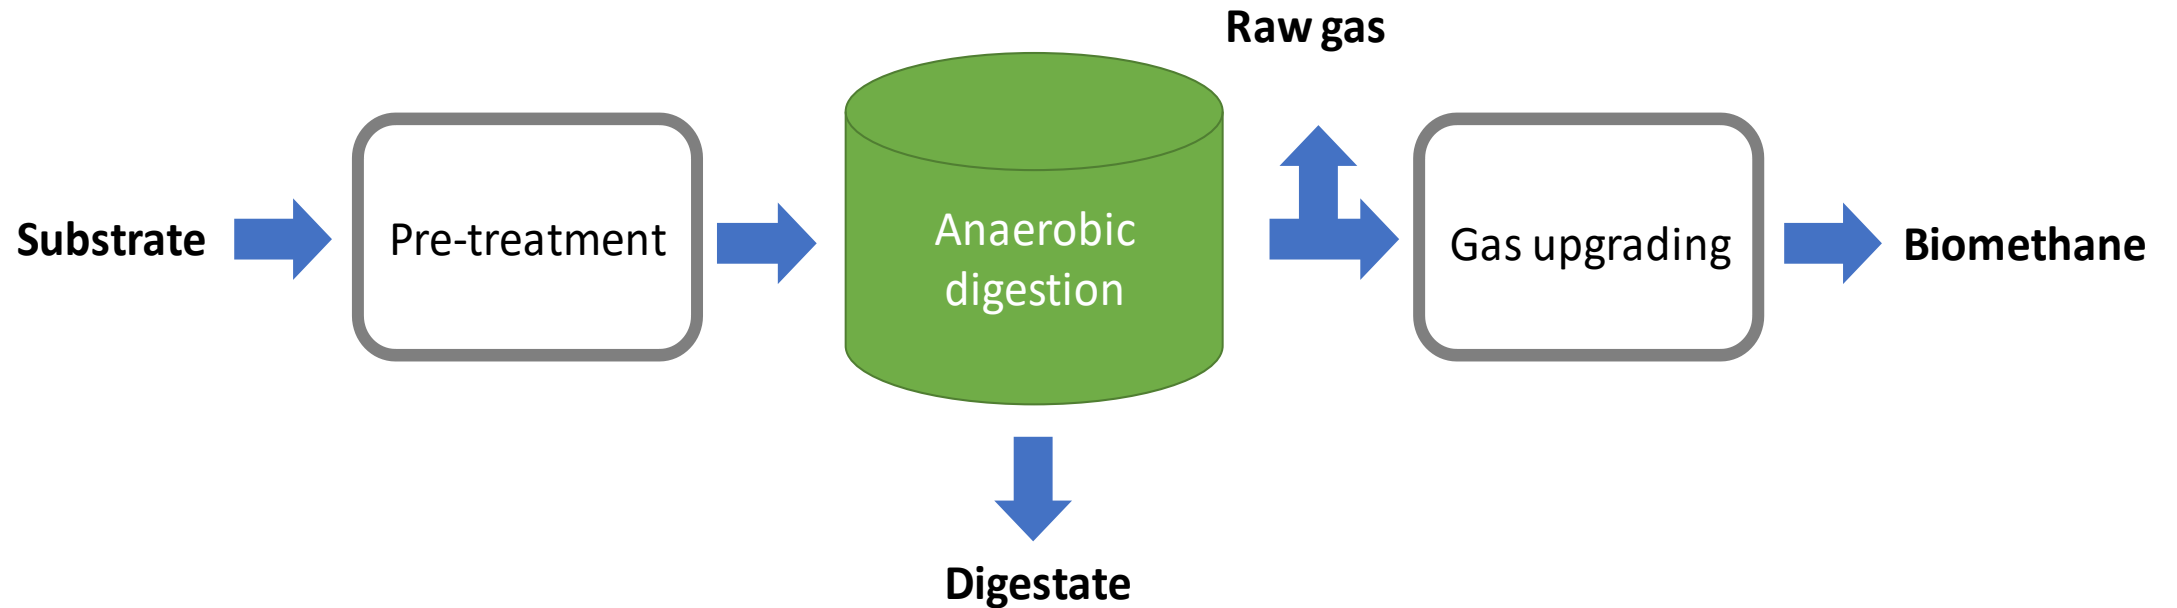 Raw gas
Substrate
Pre-treatment
Anaerobic
digestion
Gas upgrading
Biomethane
Digestate